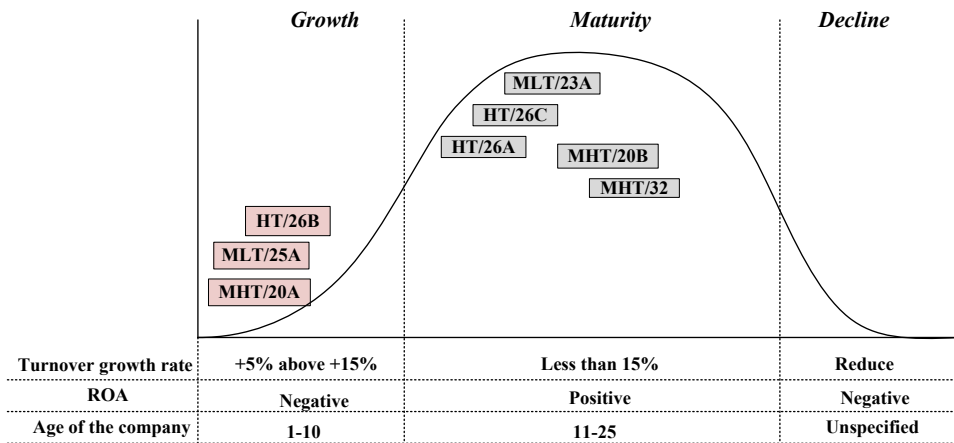 Growth Maturity Decline
MLT/23A
HT/26C
HT/26A
MHT/20B
MHT/32
HT/26B
MLT/25A
MHT/20A
Turnover growth rate +5% above +15% Less than 15% Reduce
ROA Negative Positive Negative
Age of the company 1-10 11-25 Unspecified